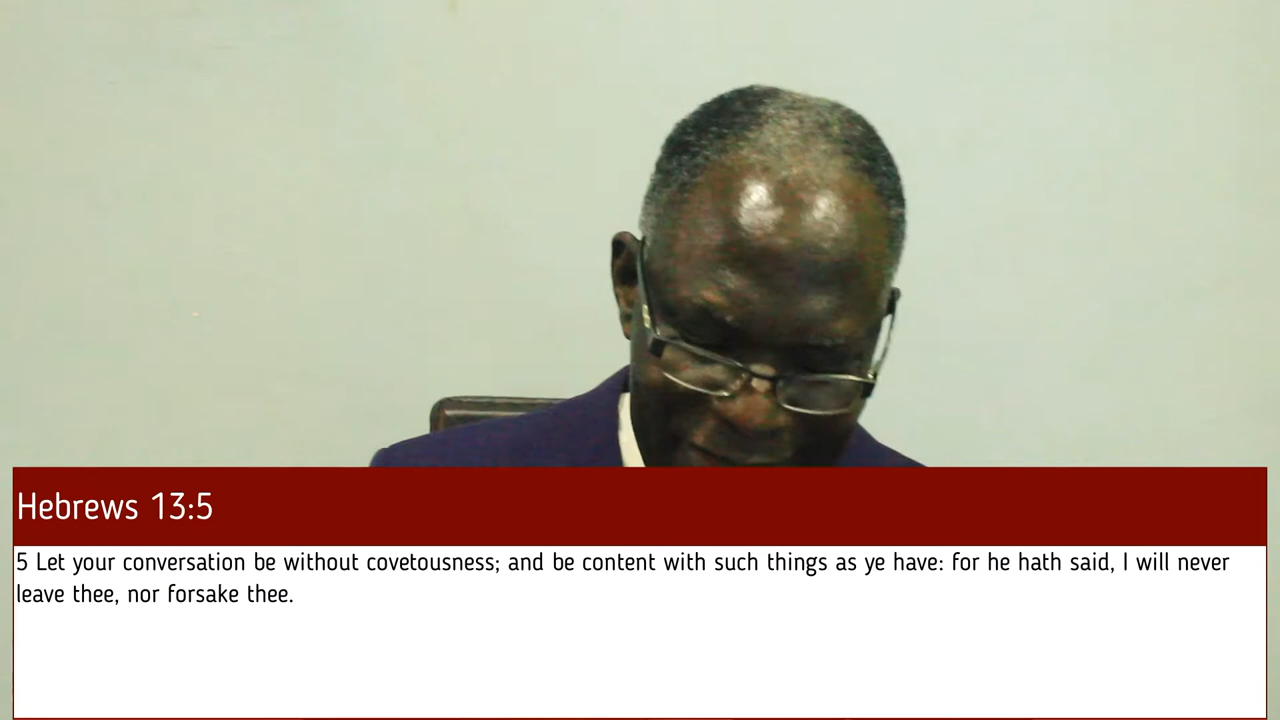 Hebrews 13:5
5 Let your conversation be without covetousness; and be content with such things as ye have: for he hath said, I will never
leave thee, nor forsake thee.